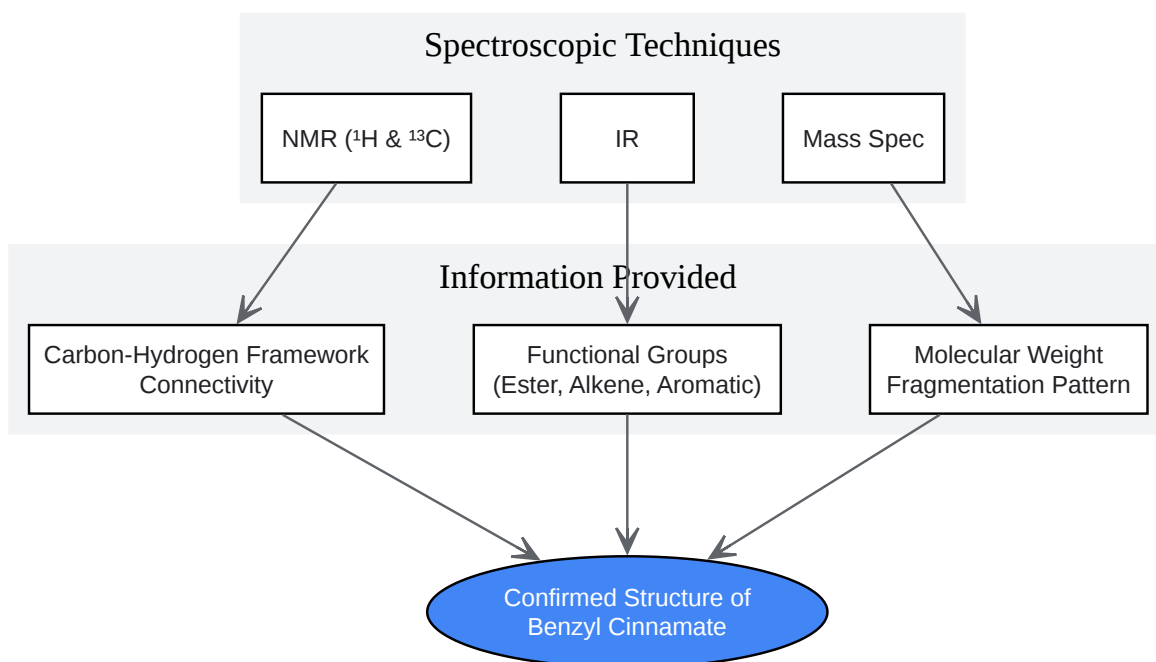 Spectroscopic Techniques
NMR (¹H & ¹³C)
IR
Mass Spec
Information Provided
Carbon-Hydrogen Framework
Connectivity
Functional Groups
(Ester, Alkene, Aromatic)
Molecular Weight
Fragmentation Pattern
Confirmed Structure of
Benzyl Cinnamate